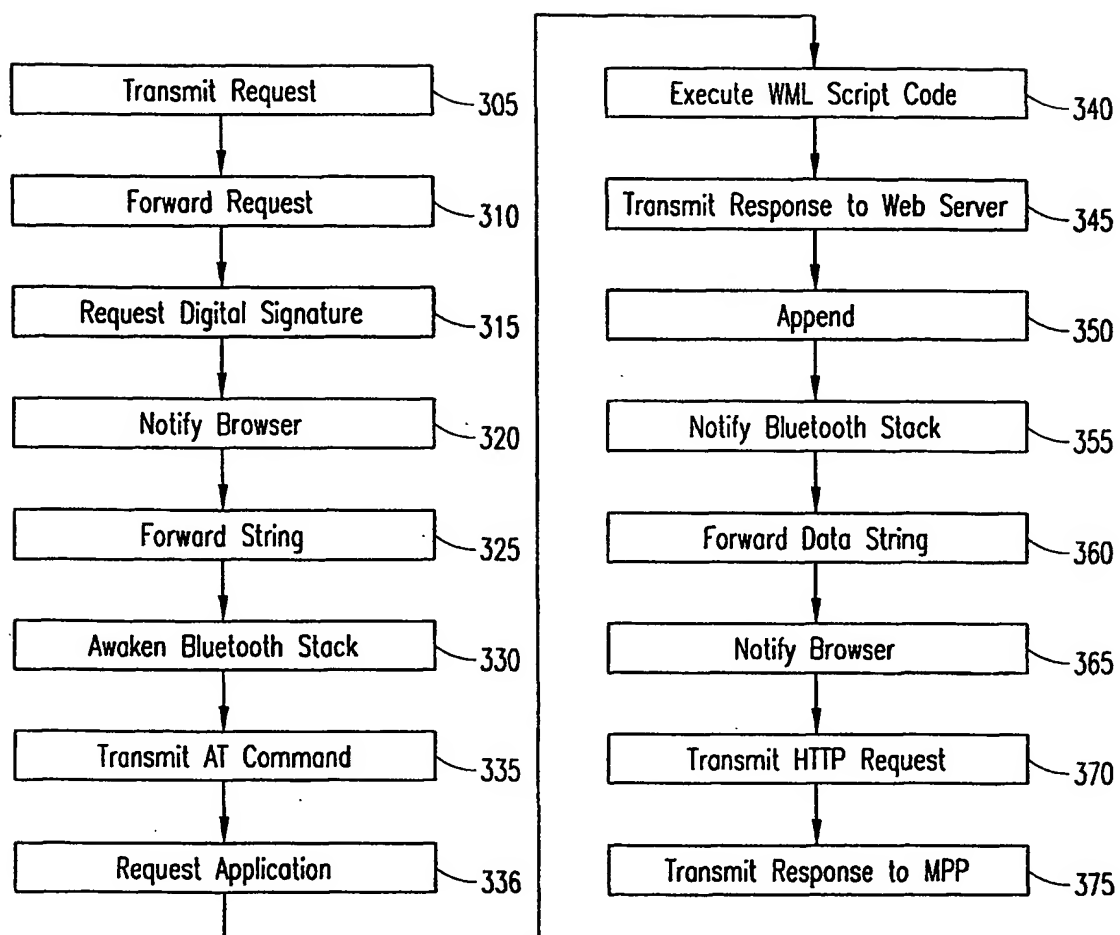 Transmit Request
305
Forward Request
310
Request Digital Signature
315
Notify Browser
320
Forward String
325
Awaken Bluetooth Stack
330
Transmit AT Command
335
Request Application
336
Execute WML Script Code
340
Transmit Response to Web Server
345
Append
350
Notify Bluetooth Stack
355
Forward Data String
360
Notify Browser
365
Transmit HTTP Request
370
Transmit Response to MPP
375